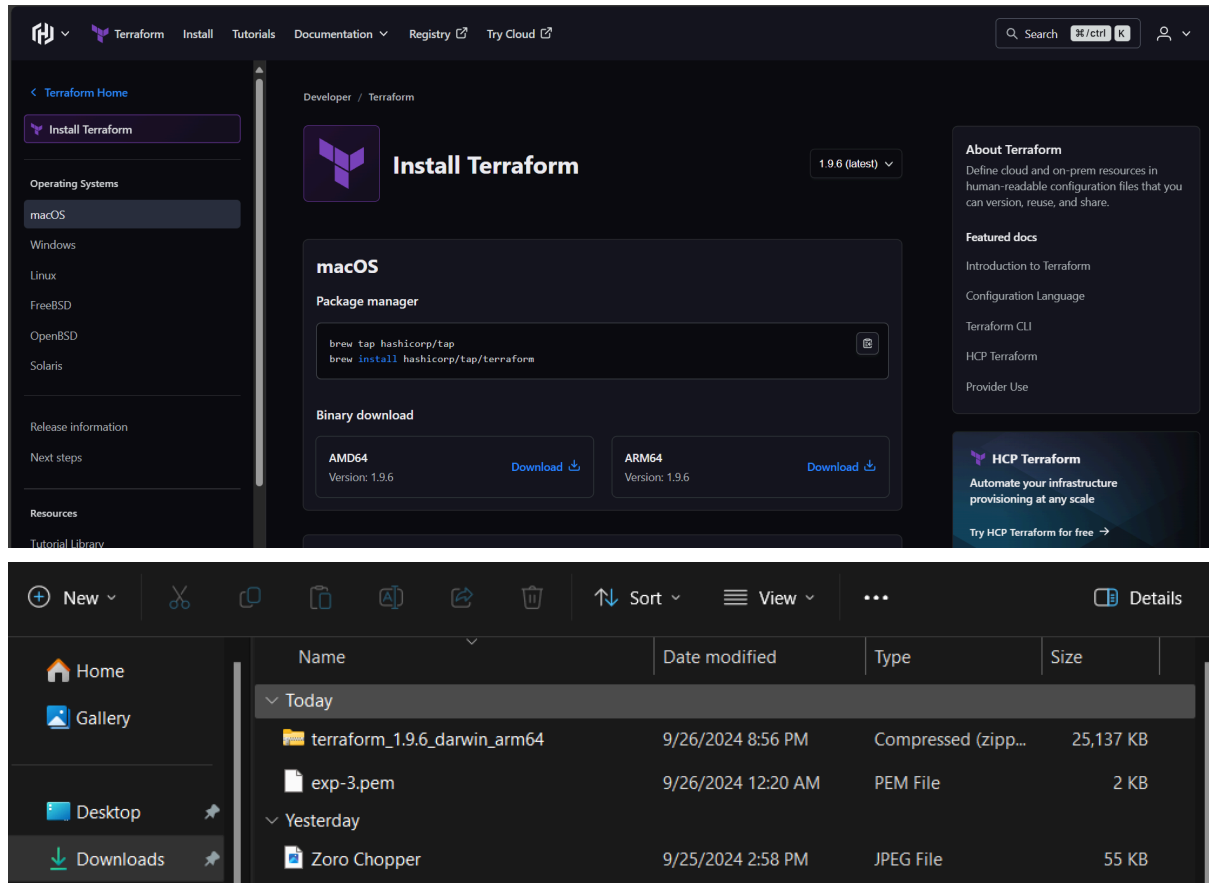 Terraform Install Tutorials Documentation Registry Try Cloud Search ⌘/ctrl K
Terraform Home
Install Terraform
Operating Systems
macOS
Windows
Linux
FreeBSD
OpenBSD
Solaris
Release information
Next steps
Resources
Tutorial Library
Developer / Terraform
Install Terraform
1.9.6 (latest)
macOS
Package manager
brew tap hashicorp/tap
brew install hashicorp/tap/terraform
Binary download
AMD64
Version: 1.9.6
Download
ARM64
Version: 1.9.6
Download
About Terraform
Define cloud and on-prem resources in
human-readable configuration files that you
can version, reuse, and share.
Featured docs
Introduction to Terraform
Configuration Language
Terraform CLI
HCP Terraform
Provider Use
HCP Terraform
Automate your infrastructure
provisioning at any scale
Try HCP Terraform for free →
New Sort View ••• Details
Home
Gallery
Desktop
Downloads
Name Date modified Type Size
Today
terraform_1.9.6_darwin_arm64 9/26/2024 8:56 PM Compressed (zipp... 25,137 KB
exp-3.pem 9/26/2024 12:20 AM PEM File 2 KB
Yesterday
Zoro Chopper 9/25/2024 2:58 PM JPEG File 55 KB